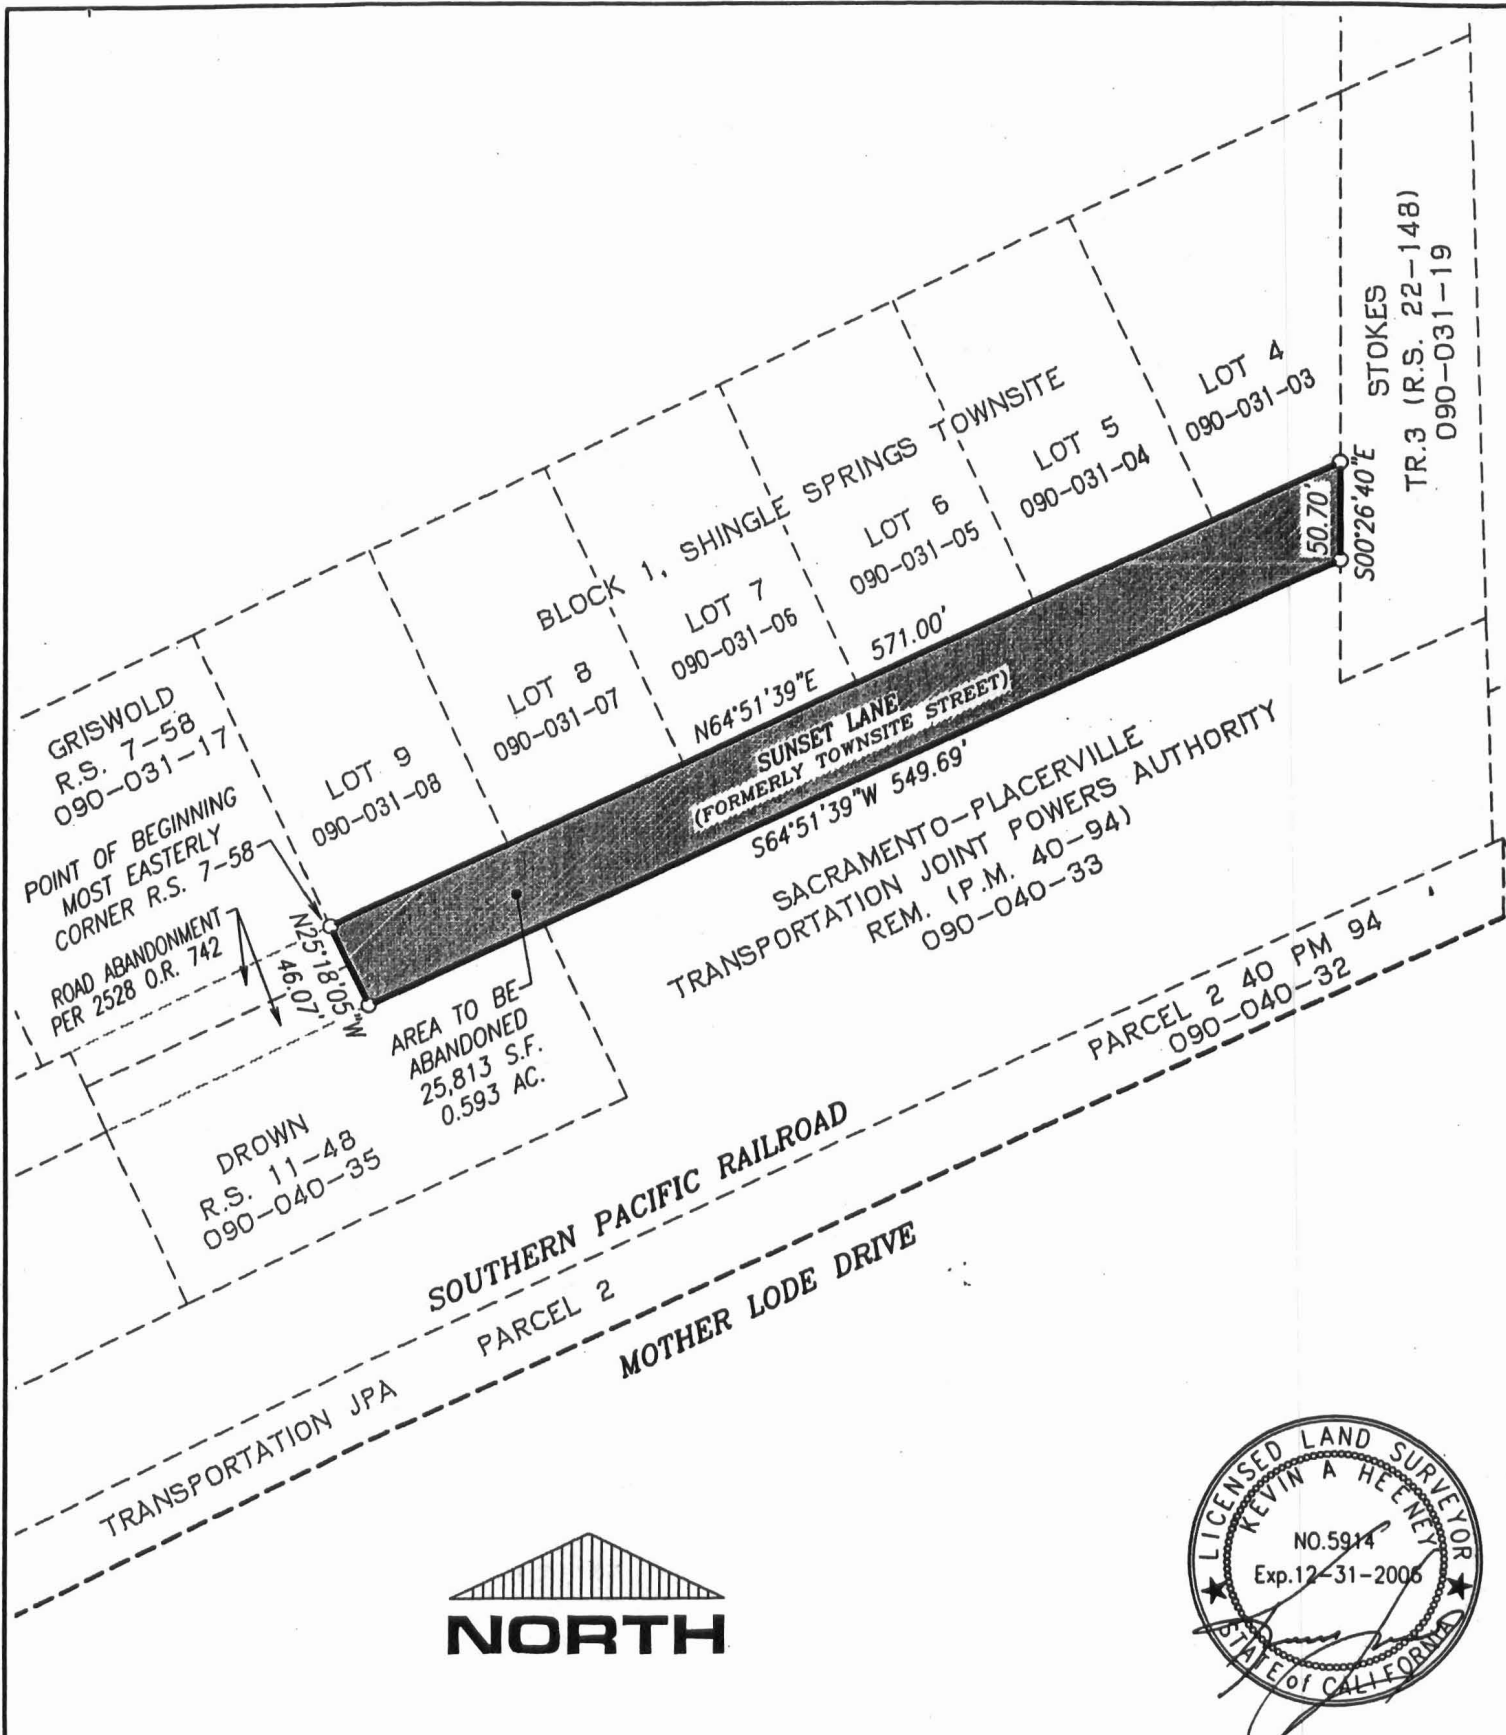 STOKES
TR.3 (R.S. 22-148)
090-031-19
LOT 4
090-031-03
LOT 5
090-031-04
BLOCK 1, SHINGLE SPRINGS TOWNSITE
LOT 6
090-031-05
LOT 7
090-031-06
LOT 8
090-031-07
LOT 9
090-031-08
GRISWOLD
R.S. 7-58
090-031-17
POINT OF BEGINNING
MOST EASTERLY
CORNER R.S. 7-58
ROAD ABANDONMENT
PER 2528 O.R. 742
N25°18'05"W
46.07'
N64°51'39"E
571.00'
50.70'
S00°26'40"E
SUNSET LANE
(FORMERLY TOWNSITE STREET)
S64°51'39"W 549.69'
AREA TO BE
ABANDONED
25,813 S.F.
0.593 AC.
SACRAMENTO-PLACERVILLE
TRANSPORTATION JOINT POWERS AUTHORITY
REM. (P.M. 40-94)
090-040-33
DROWN
R.S. 11-48
090-040-35
PARCEL 2 40 PM 94
090-040-32
SOUTHERN PACIFIC RAILROAD
PARCEL 2
MOTHER LODE DRIVE
TRANSPORTATION JPA
NORTH
LICENSED LAND SURVEYOR
KEVIN A HEENEY
NO.5914
Exp.12-31-2006
STATE of CALIFORNIA